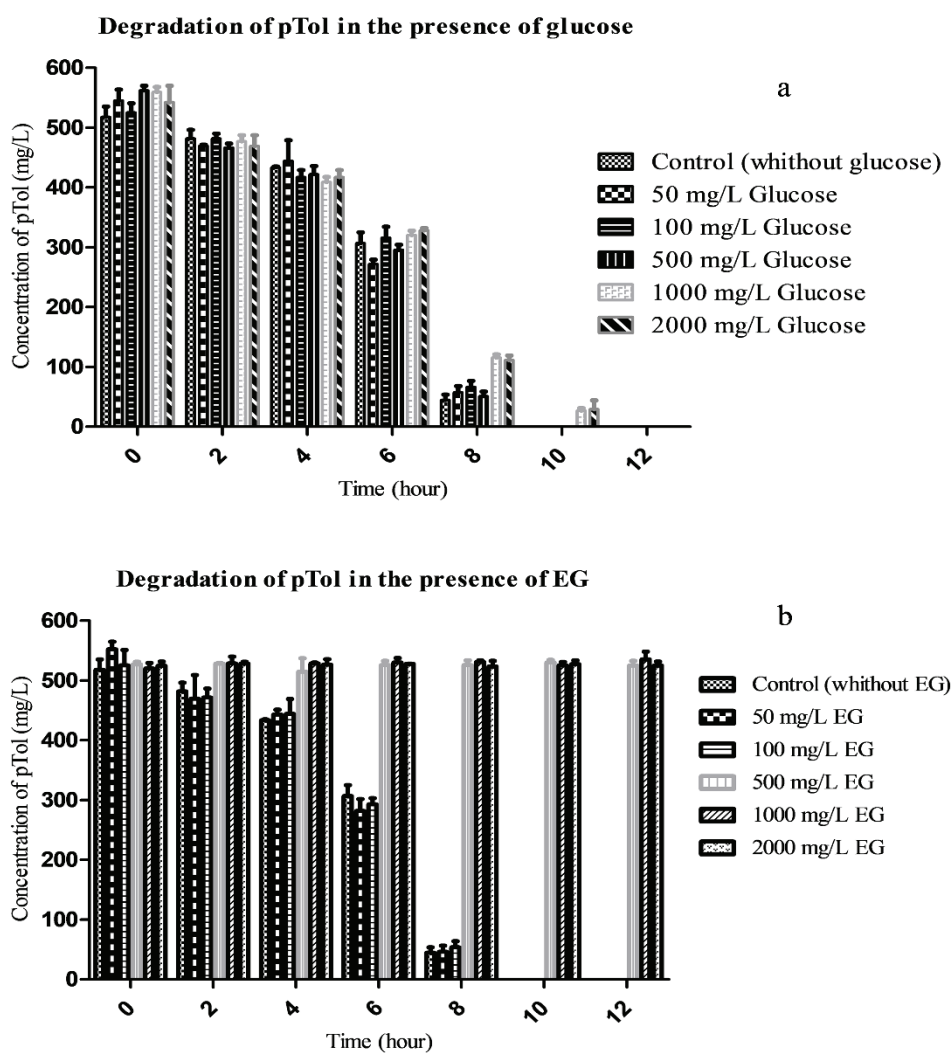 Degradation of pTol in the presence of glucose
a
600
500
400
300
200
100
0
Concentration of pTol (mg/L)
0 2 4 6 8 10 12
Time (hour)
Control (whithout glucose)
50 mg/L Glucose
100 mg/L Glucose
500 mg/L Glucose
1000 mg/L Glucose
2000 mg/L Glucose
Degradation of pTol in the presence of EG
b
600
500
400
300
200
100
0
Concentration of pTol (mg/L)
0 2 4 6 8 10 12
Time (hour)
Control (whithout EG)
50 mg/L EG
100 mg/L EG
500 mg/L EG
1000 mg/L EG
2000 mg/L EG